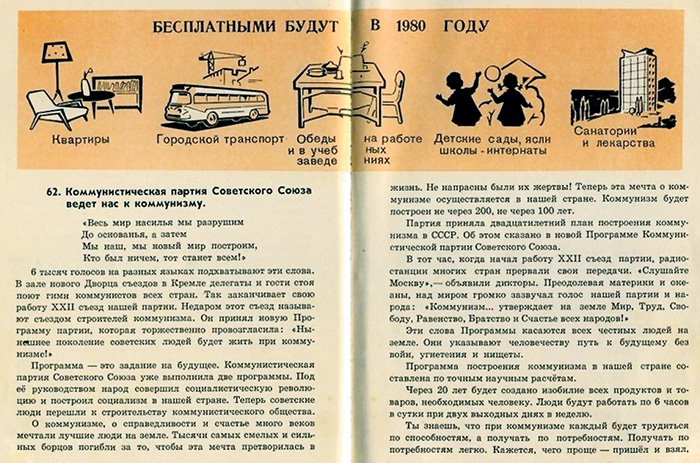 БЕСПЛАТНЫМИ БУДУТ В 1980 ГОДУ
Квартиры
Городской транспорт
Обеды на работе
и в учеб ных
заведе ниях
Детские сады, ясли
школы - интернаты
Санатории
и лекарства
62. Коммунистическая партия Советского Союза
ведет нас к коммунизму.
«Весь мир насилья мы разрушим
До основанья, а затем
Мы наш, мы новый мир построим,
Кто был ничем, тот станет всем!»
6 тысяч голосов на разных языках подхватывают эти слова.
В зале нового Дворца съездов в Кремле делегаты и гости стоя
поют гимн коммунистов всех стран. Так заканчивает свою
работу XXII съезд нашей партии. Недаром этот съезд называ-
ют съездом строителей коммунизма. Он принял новую Про-
грамму партии, которая торжественно провозгласила: «Ны-
нешнее поколение советских людей будет жить при комму-
низме!»
Программа — это задание на будущее. Коммунистическая
партия Советского Союза уже выполнила две программы. Под
её руководством народ совершил социалистическую револю-
цию и построил социализм в нашей стране. Теперь советские
люди перешли к строительству коммунистического общества.
О коммунизме, о справедливости и счастье много веков
мечтали лучшие люди на земле. Тысячи самых смелых и силь-
ных борцов погибли за то, чтобы эта мечта претворилась в
жизнь. Не напрасны были их жертвы! Теперь эта мечта о ком-
мунизме осуществляется в нашей стране. Коммунизм будет
построен не через 200, не через 100 лет.
Партия приняла двадцатилетний план построения комму-
низма в СССР. Об этом сказано в новой Программе Коммуни-
стической партии Советского Союза.
В тот час, когда начал работу XXII съезд партии, радио-
станции многих стран прервали свои передачи. «Слушайте
Москву»,— объявили дикторы. Преодолевая материки и оке-
аны, над миром громко зазвучал голос нашей партии и на-
рода: «Коммунизм... утверждает на земле Мир, Труд, Сво-
боду, Равенство, Братство и Счастье всех народов!»
Эти слова Программы касаются всех честных людей на
земле. Они указывают человечеству путь к будущему без
войн, угнетения и нищеты.
Программа построения коммунизма в нашей стране со-
ставлена по точным научным расчётам.
Через 20 лет будет создано изобилие всех продуктов и то-
варов, необходимых человеку. Люди будут работать по 6 часов
в сутки при двух выходных днях в неделю.
Ты знаешь, что при коммунизме каждый будет трудиться
по способностям, а получать по потребностям. Получать по
потребностям легко. Кажется, чего проще — пришёл и взял,